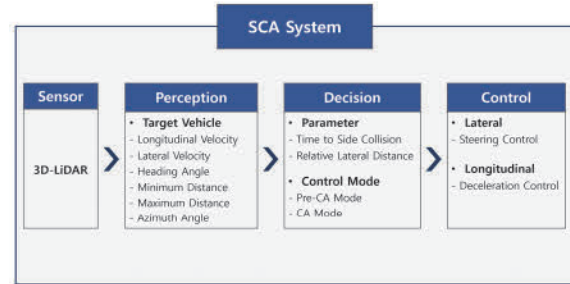 SCA System
Sensor
3D-LiDAR
Perception
• Target Vehicle
- Longitudinal Velocity
- Lateral Velocity
- Heading Angle
- Minimum Distance
- Maximum Distance
- Azimuth Angle
Decision
• Parameter
- Time to Side Collision
- Relative Lateral Distance
• Control Mode
- Pre-CA Mode
- CA Mode
Control
• Lateral
- Steering Control
• Longitudinal
- Deceleration Control